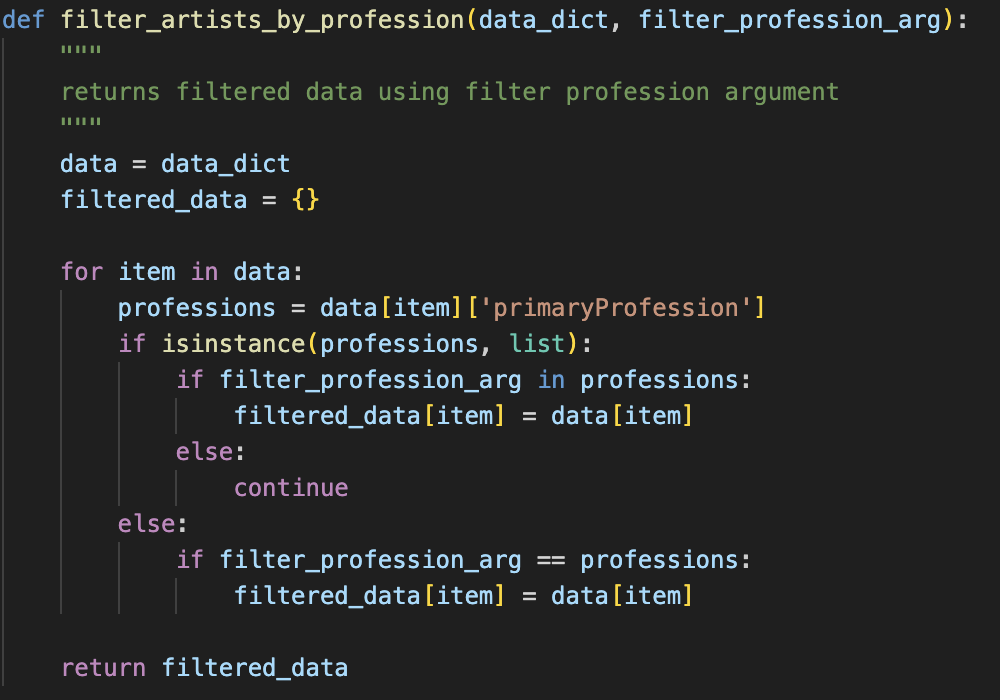 def filter_artists_by_profession(data_dict, filter_profession_arg):
    """
    returns filtered data using filter profession argument
    """
    data = data_dict
    filtered_data = {}

    for item in data:
        professions = data[item]['primaryProfession']
        if isinstance(professions, list):
            if filter_profession_arg in professions:
                filtered_data[item] = data[item]
            else:
                continue
        else:
            if filter_profession_arg == professions:
                filtered_data[item] = data[item]

    return filtered_data